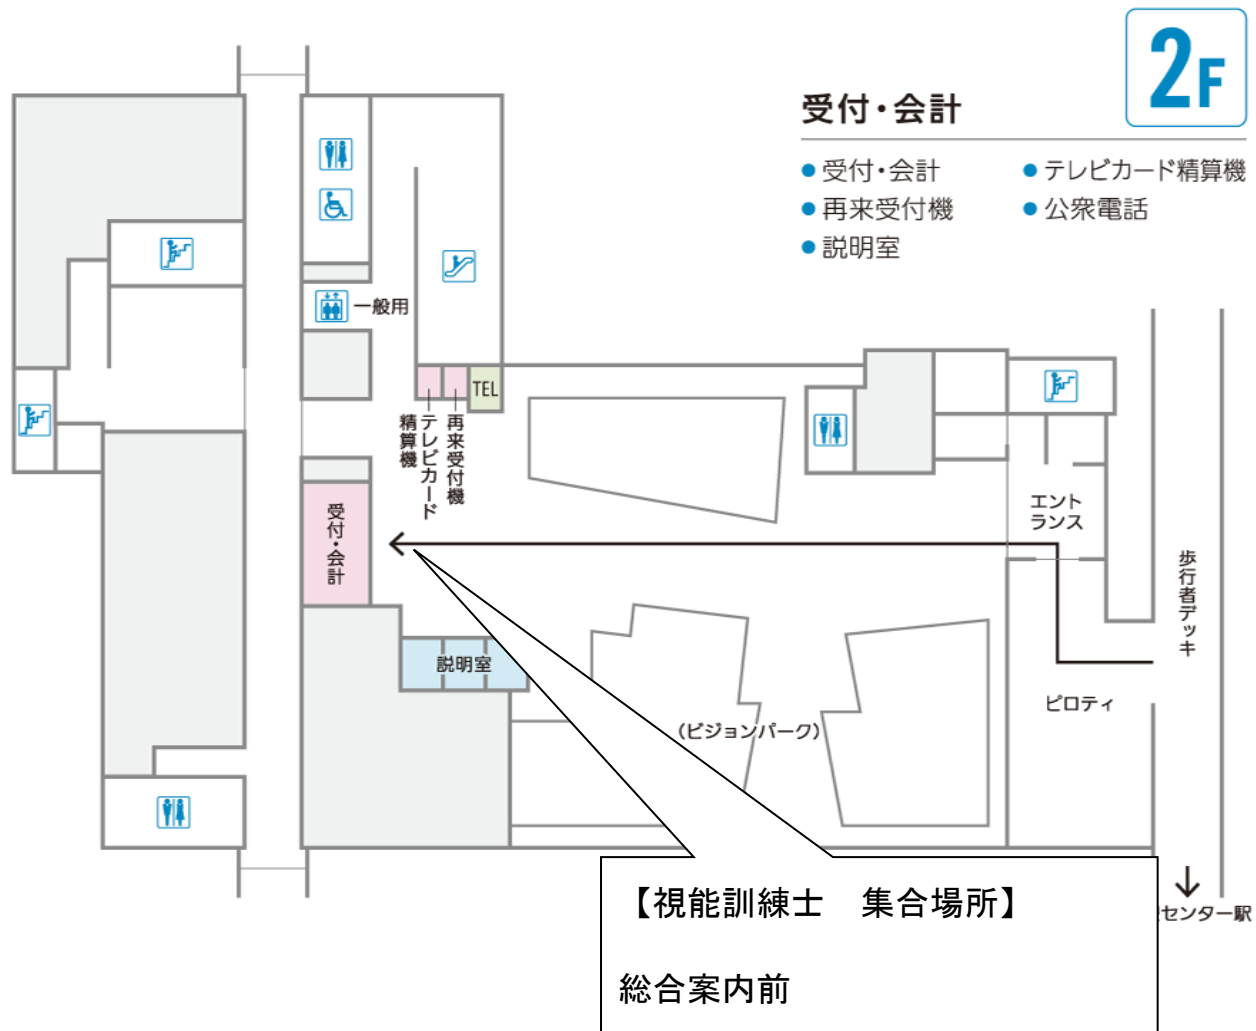 2F
受付・会計
● 受付・会計
● テレビカード精算機
● 再来受付機
● 公衆電話
● 説明室
一般用
TEL
テレビカード
精算機
再来受付機
受付・会計
エント
ランス
歩行者デッキ
説明室
ピロティ
（ビジョンパーク）
【視能訓練士　集合場所】
総合案内前
センター駅